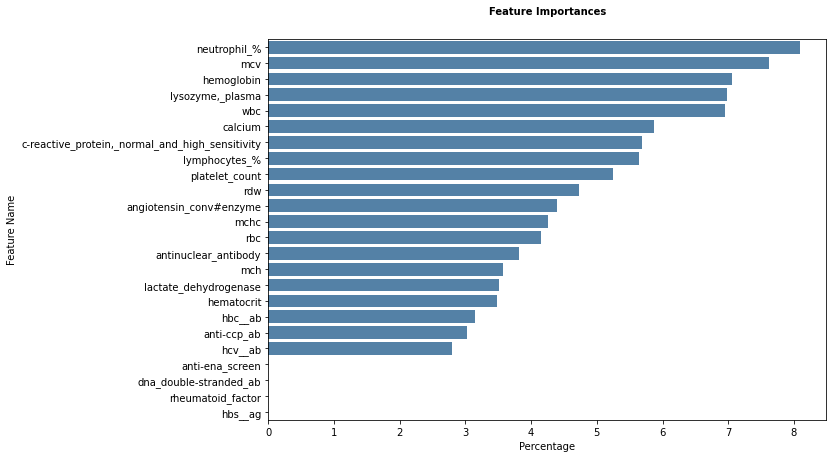 Feature Importances
neutrophil_%
mcv
hemoglobin
lysozyme,_plasma
wbc
calcium
c-reactive_protein,_normal_and_high_sensitivity
lymphocytes_%
platelet_count
rdw
angiotensin_conv#enzyme
mchc
rbc
antinuclear_antibody
mch
lactate_dehydrogenase
hematocrit
hbc__ab
anti-ccp_ab
hcv__ab
anti-ena_screen
dna_double-stranded_ab
rheumatoid_factor
hbs__ag
Feature Name
0 1 2 3 4 5 6 7 8
Percentage